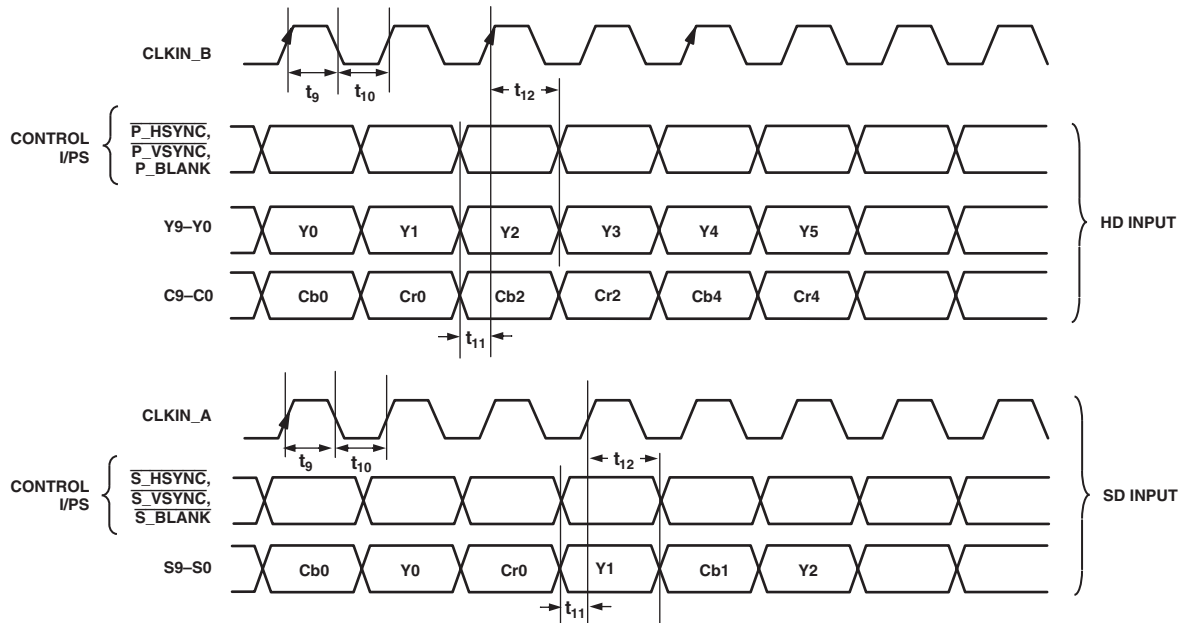 CLKIN_B
t9 t10 t12
CONTROL I/PS
P_HSYNC,
P_VSYNC,
P_BLANK
HD INPUT
Y9–Y0 Y0 Y1 Y2 Y3 Y4 Y5
C9–C0 Cb0 Cr0 Cb2 Cr2 Cb4 Cr4
t11
CLKIN_A
t9 t10 t12
CONTROL I/PS
S_HSYNC,
S_VSYNC,
S_BLANK
SD INPUT
S9–S0 Cb0 Y0 Cr0 Y1 Cb1 Y2
t11